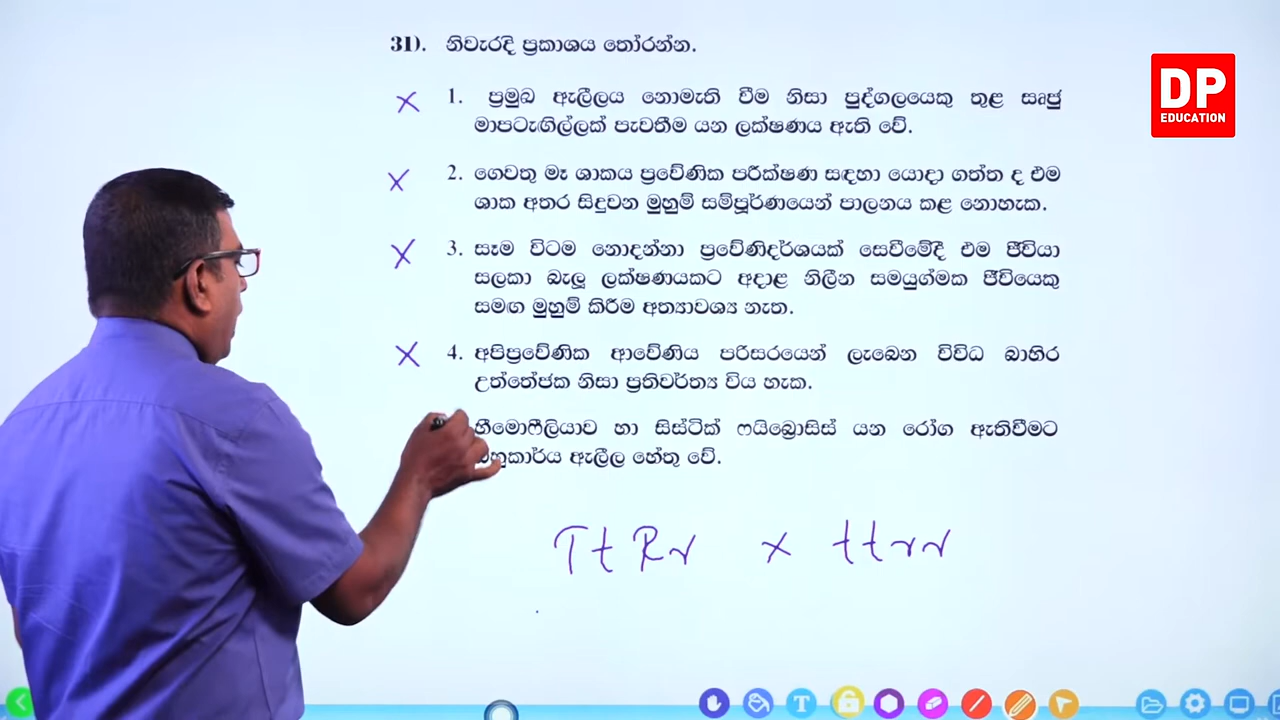 31). නිවැරදි ප්‍රකාශය තෝරන්න.
DP
EDUCATION
1. ප්‍රමුඛ ඇලීලය නොමැති වීම නිසා පුද්ගලයෙකු තුළ සෘජු
මාපටැඟිල්ලක් පැවතීම යන ලක්ෂණය ඇති වේ.
2. ගෙවතු මෑ ශාකය ප්‍රවේණික පරීක්ෂණ සඳහා යොදා ගත්ත ද එම
ශාක අතර සිදුවන මුහුම් සම්පූර්ණයෙන් පාලනය කළ නොහැක.
3. සෑම විටම නොදන්නා ප්‍රවේණිදර්ශයක් සෙවීමේදී එම ජීවියා
සලකා බැලූ ලක්ෂණයකට අදාළ නිලීන සමයුග්මක ජීවියෙකු
සමඟ මුහුම් කිරීම අත්‍යාවශ්‍ය නැත.
4. අපිප්‍රවේණික ආවේණිය පරිසරයෙන් ලැබෙන විවිධ බාහිර
උත්තේජක නිසා ප්‍රතිවර්ත්‍ය විය හැක.
හීමොෆීලියාව හා සිස්ටික් ෆයිබ්‍රොසිස් යන රෝග ඇතිවීමට
ඇලීල හේතු වේ.
TtRr × ttrr
T